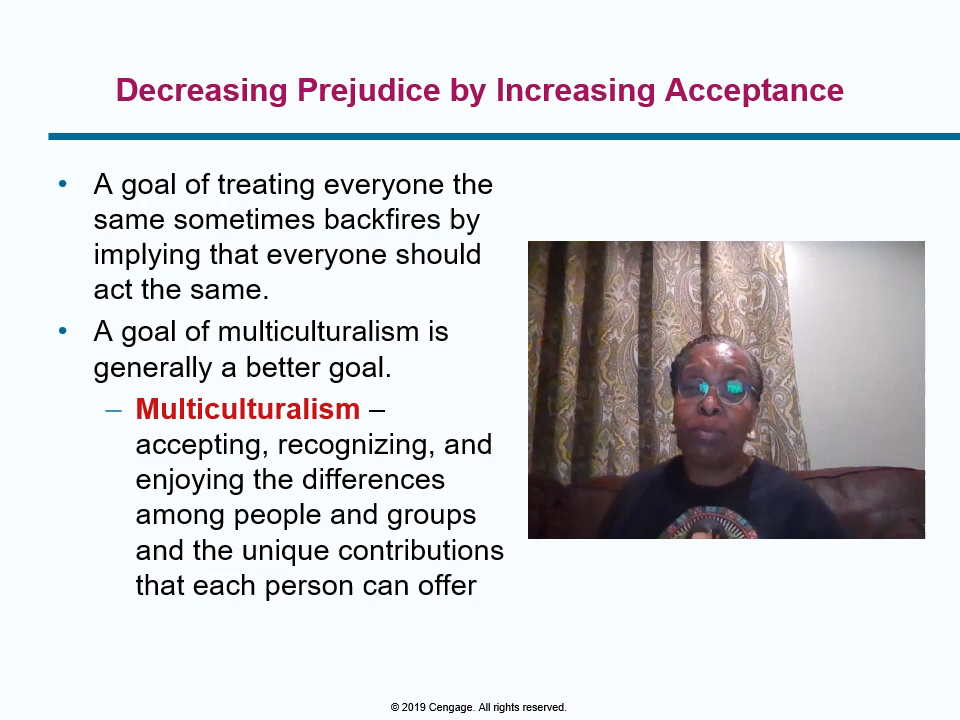 Decreasing Prejudice by Increasing Acceptance
• A goal of treating everyone the
same sometimes backfires by
implying that everyone should
act the same.
• A goal of multiculturalism is
generally a better goal.
– Multiculturalism –
accepting, recognizing, and
enjoying the differences
among people and groups
and the unique contributions
that each person can offer
© 2019 Cengage. All rights reserved.